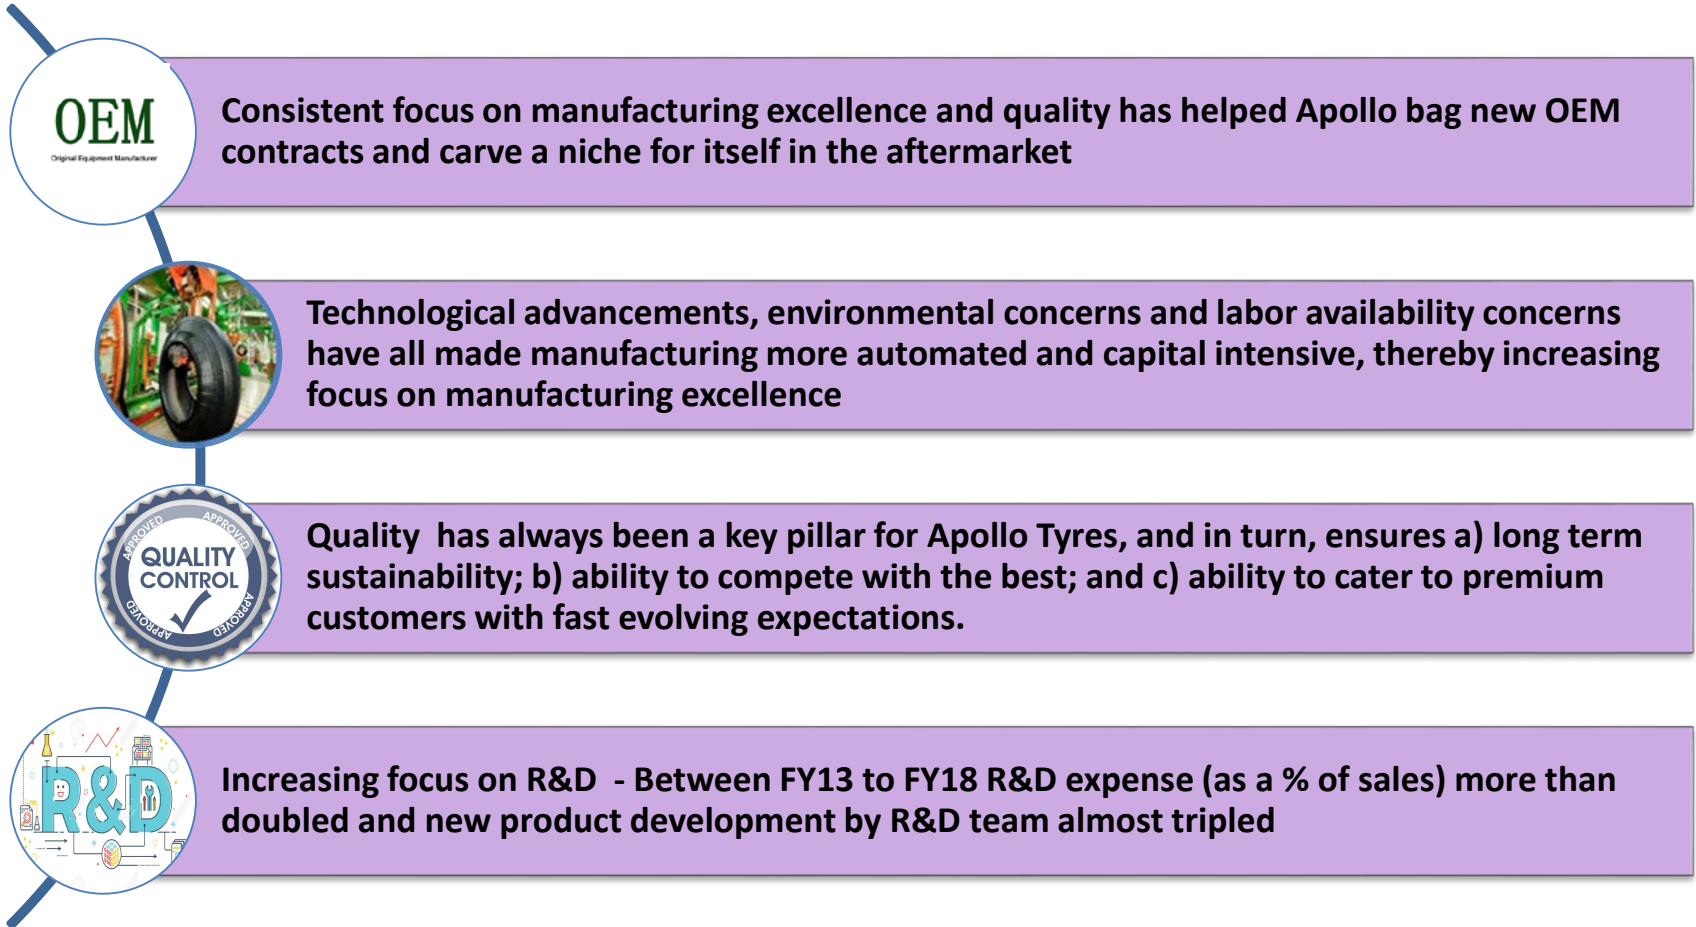 OEM
Original Equipment Manufacturer
Consistent focus on manufacturing excellence and quality has helped Apollo bag new OEM
contracts and carve a niche for itself in the aftermarket
Technological advancements, environmental concerns and labor availability concerns
have all made manufacturing more automated and capital intensive, thereby increasing
focus on manufacturing excellence
APPROVED
APPROVED
QUALITY
CONTROL
APPROVED
APPROVED
Quality  has always been a key pillar for Apollo Tyres, and in turn, ensures a) long term
sustainability; b) ability to compete with the best; and c) ability to cater to premium
customers with fast evolving expectations.
R&D
Increasing focus on R&D  - Between FY13 to FY18 R&D expense (as a % of sales) more than
doubled and new product development by R&D team almost tripled